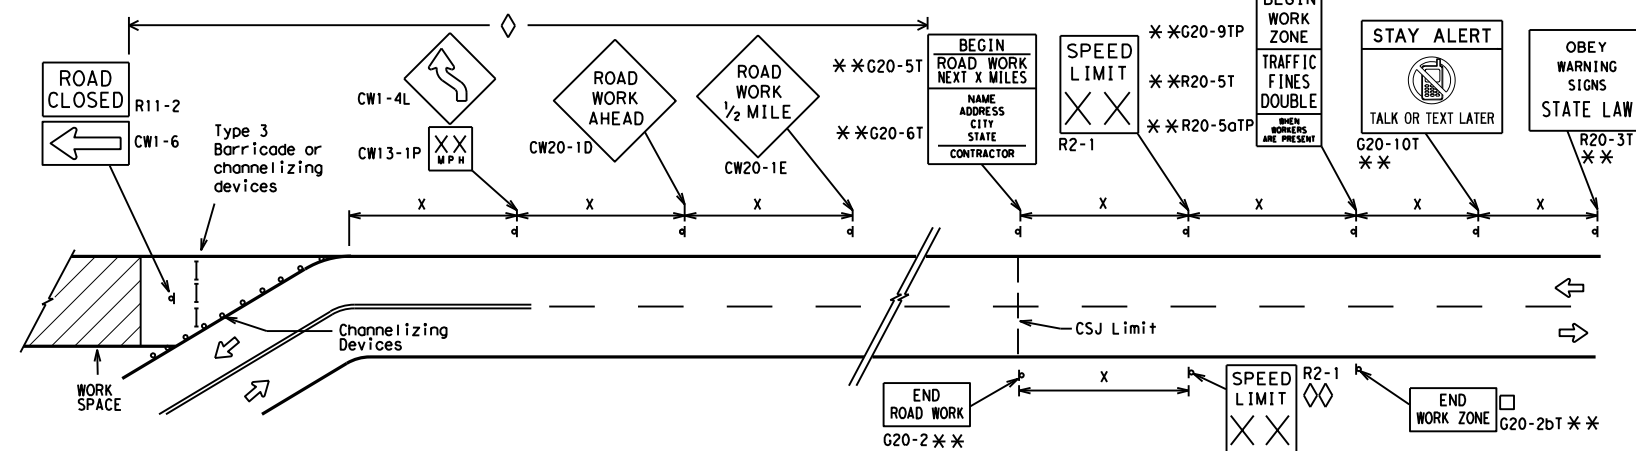 ROAD
CLOSED
R11-2
CW1-6
Type 3
Barricade or
channelizing
devices
CW1-4L
XX
MPH
CW13-1P
ROAD
WORK
AHEAD
CW20-1D
ROAD
WORK
1/2 MILE
CW20-1E
**G20-5T
**G20-6T
BEGIN
ROAD WORK
NEXT X MILES
NAME
ADDRESS
CITY
STATE
CONTRACTOR
SPEED
LIMIT
XX
R2-1
**G20-9TP
**R20-5T
**R20-5aTP
BEGIN
WORK
ZONE
TRAFFIC
FINES
DOUBLE
WHEN
WORKERS
ARE PRESENT
STAY ALERT
TALK OR TEXT LATER
G20-10T
**
OBEY
WARNING
SIGNS
STATE LAW
R20-3T
**
X
X
X
X
X
X
X
Channelizing
Devices
CSJ Limit
WORK
SPACE
END
ROAD WORK
G20-2**
X
SPEED
LIMIT
XX
R2-1
END
WORK ZONE
G20-2bT**